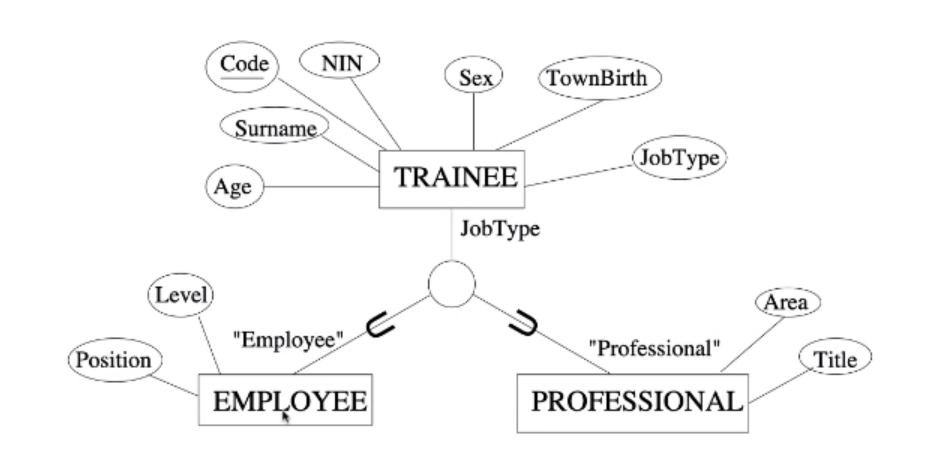 Code
NIN
Sex
TownBirth
Surname
JobType
Age
TRAINEE
JobType
Level
Area
"Employee"
"Professional"
Position
Title
EMPLOYEE
PROFESSIONAL